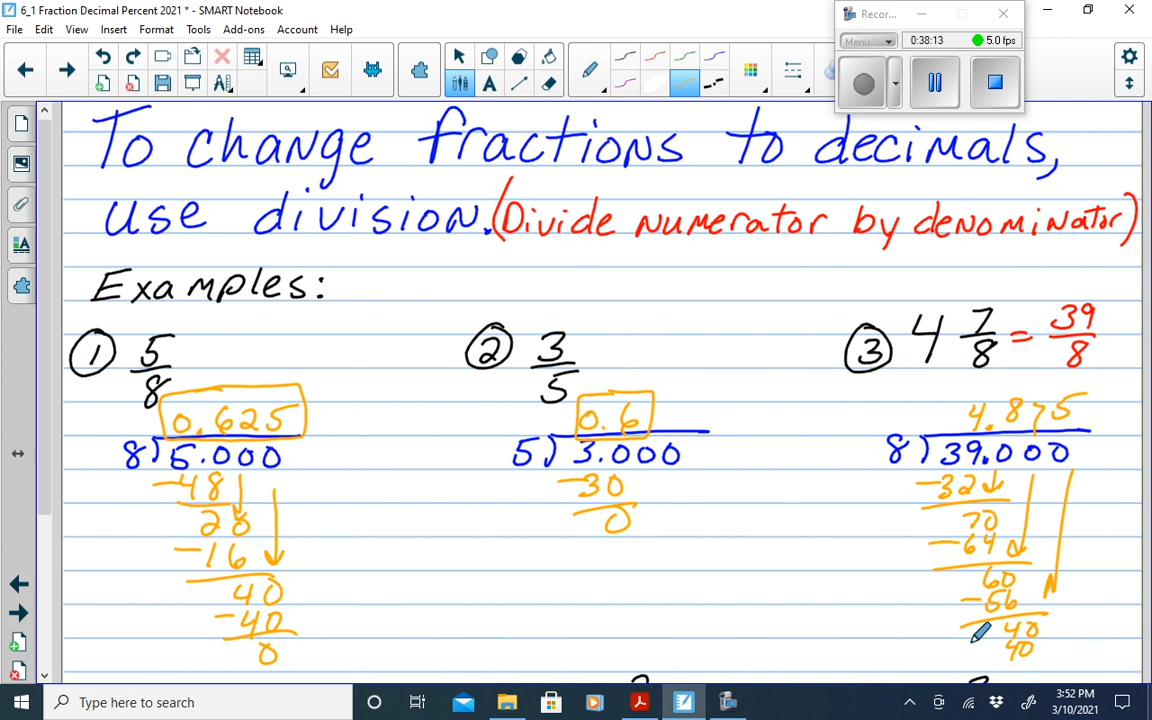 6_1 Fraction Decimal Percent 2021 * - SMART Notebook
Recor...
File Edit View Insert Format Tools Add-ons Account Help
Menu 0:38:13 5.0 fps
To change fractions to decimals,
use division. (Divide numerator by denominator)
Examples:
① 5/8 ② 3/5 ③ 4 7/8 = 39/8
0.625 0.6 4.875
8)5.000 5)3.000 8)39.000
-48 -30 -32
20 0 70
-16 -64
40 60
-40 -56
0 40
40
Type here to search
3:52 PM
3/10/2021